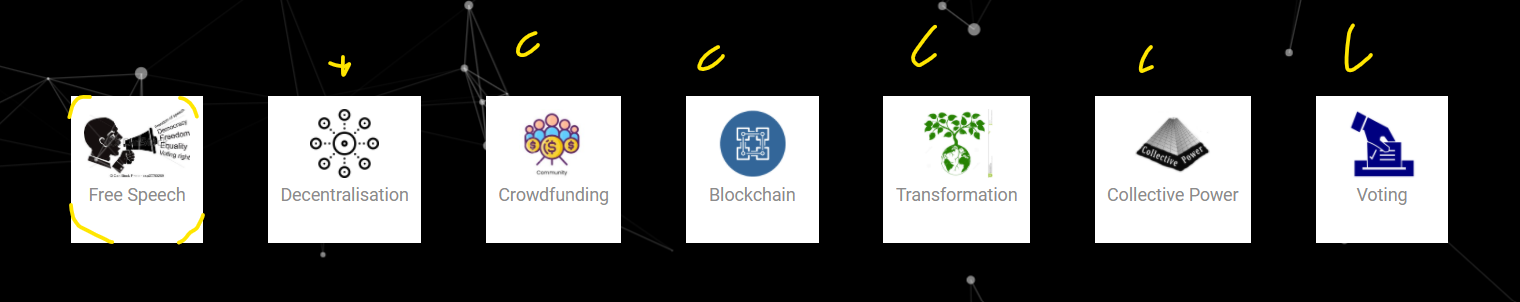 Freedom of speech
Democracy
Freedom
Equality
Voting right
Free Speech
Decentralisation
Community
Crowdfunding
Blockchain
Transformation
Collective Power
Collective Power
Voting